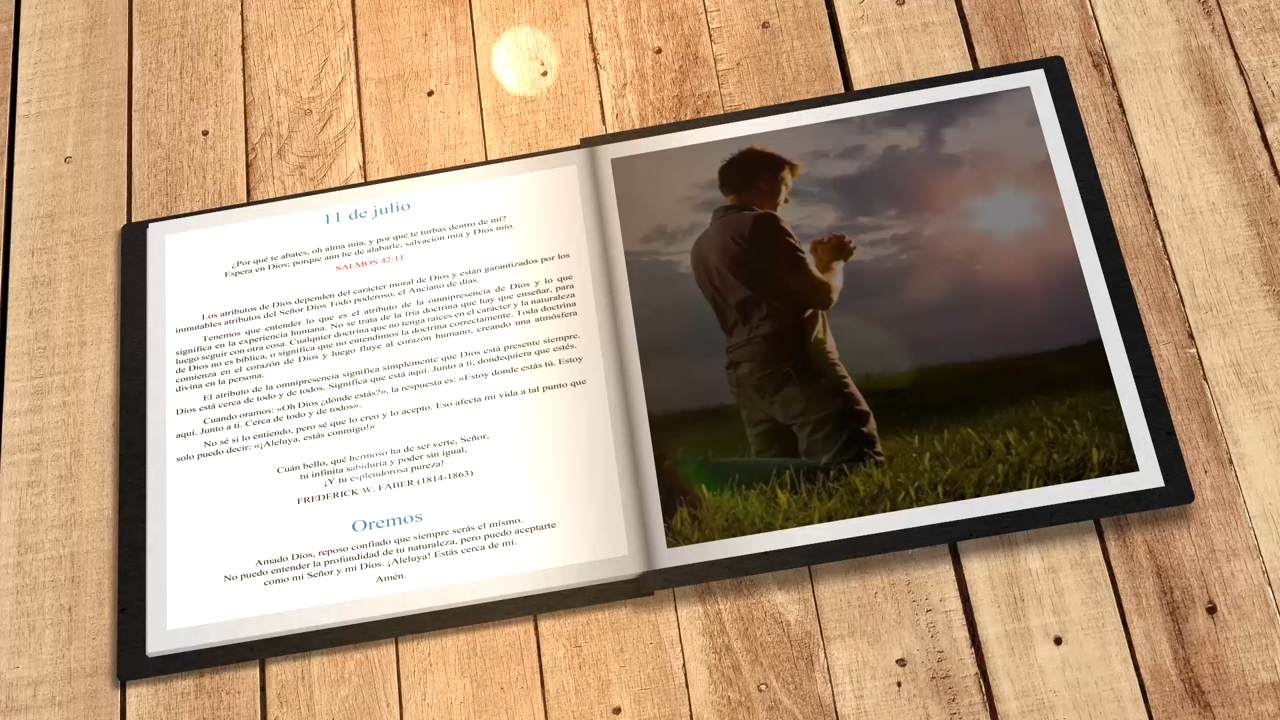 11 de julio
¿Por qué te abates, oh alma mía, y por qué te turbas dentro de mí?
Espera en Dios; porque aún he de alabarle, salvación mía y Dios mío.
SALMOS 42:11
Los atributos de Dios dependen del carácter moral de Dios y están garantizados por los
inmutables atributos del Señor Dios Todo poderoso, el Anciano de días.
Tenemos que entender lo que es el atributo de la omnipresencia de Dios y lo que
significa en la experiencia humana. No se trata de la fría doctrina que hay que enseñar, para
luego seguir con otra cosa. Cualquier doctrina que no tenga raíces en el carácter y la naturaleza
de Dios no es bíblica, o significa que no entendimos la doctrina correctamente. Toda doctrina
comienza en el corazón de Dios y luego fluye al corazón humano, creando una atmósfera
divina en la persona.
El atributo de la omnipresencia significa simplemente que Dios está presente siempre.
Dios está cerca de todo y de todos. Significa que está aquí. Junto a ti, dondequiera que estés.
Cuando oramos: «Oh Dios ¿dónde estás?», la respuesta es: «Estoy donde estás tú. Estoy
aquí. Junto a ti. Cerca de todo y de todos».
No sé si lo entiendo, pero sé que lo creo y lo acepto. Eso afecta mi vida a tal punto que
solo puedo decir: «¡Aleluya, estás conmigo!»
Cuán bello, qué hermoso ha de ser verte, Señor,
tu infinita sabiduría y poder sin igual,
¡Y tu esplendorosa pureza!
FREDERICK W. FABER (1814-1863)
Oremos
Amado Dios, reposo confiado que siempre serás el mismo.
No puedo entender la profundidad de tu naturaleza, pero puedo aceptarte
como mi Señor y mi Dios. ¡Aleluya! Estás cerca de mí.
Amén.